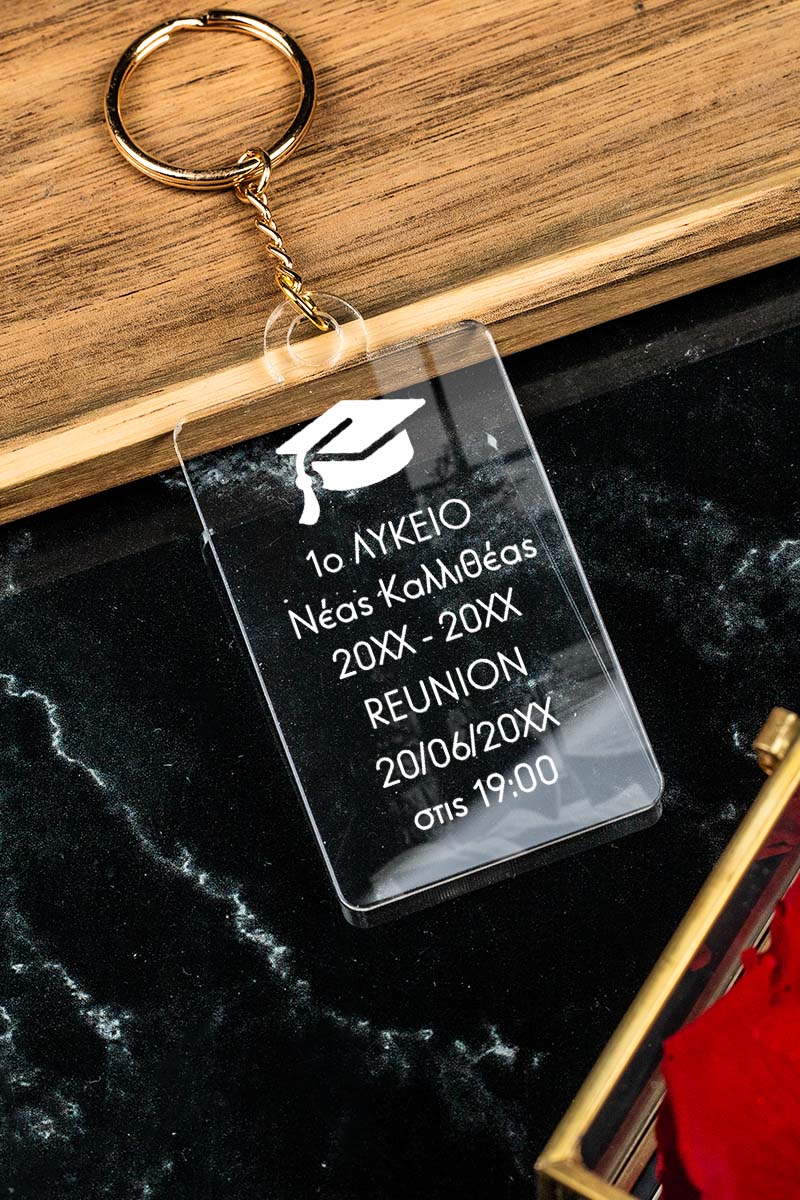 1ο ΛΥΚΕΙΟ
Νέας Καλλιθέας
20XX - 20XX
REUNION
20/06/20XX
στις 19:00